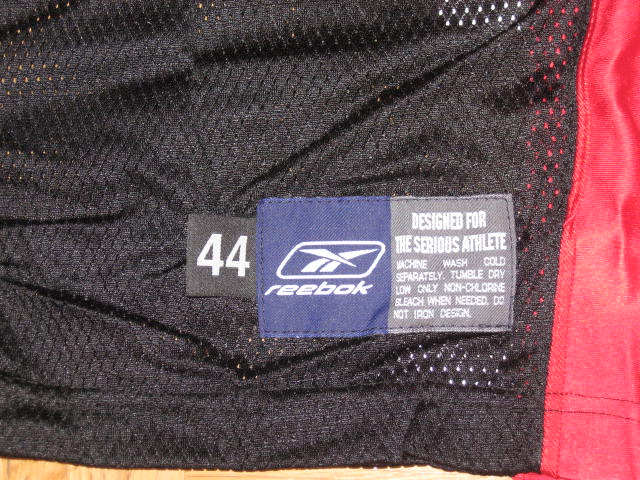 44
Reebok
DESIGNED FOR
THE SERIOUS ATHLETE
MACHINE WASH COLD
SEPARATELY. TUMBLE DRY
LOW ONLY NON-CHLORINE
BLEACH WHEN NEEDED. DO
NOT IRON DESIGN.